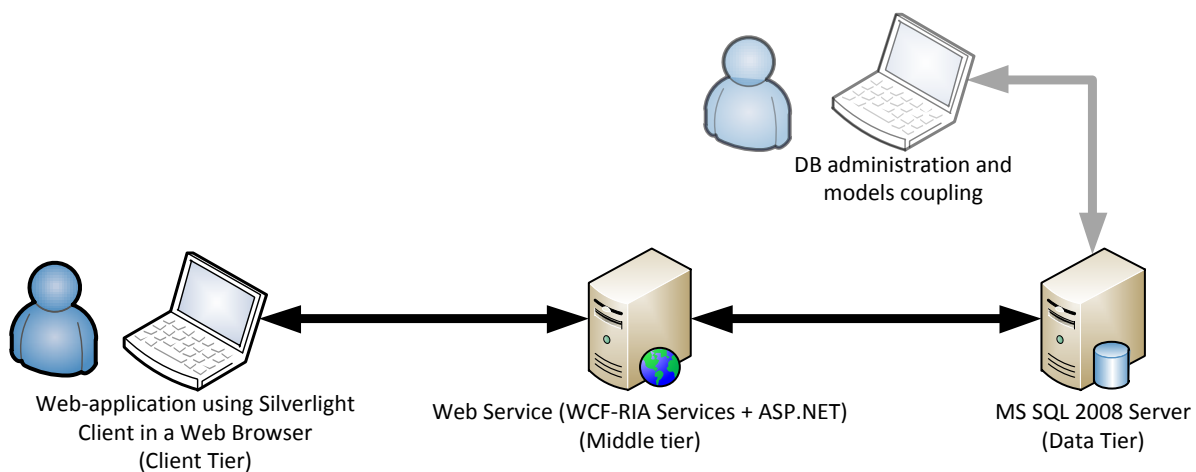 DB administration and
models coupling
Web-application using Silverlight
Client in a Web Browser
(Client Tier)
Web Service (WCF-RIA Services + ASP.NET)
(Middle tier)
MS SQL 2008 Server
(Data Tier)